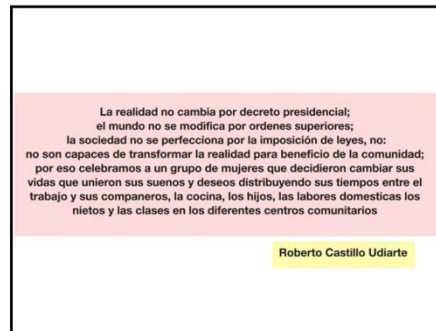 La realidad no cambia por decreto presidencial;
el mundo no se modifica por ordenes superiores;
la sociedad no se perfecciona por la imposición de leyes, no:
no son capaces de transformar la realidad para beneficio de la comunidad;
por eso celebramos a un grupo de mujeres que decidieron cambiar sus
vidas que unieron sus suenos y deseos distribuyendo sus tiempos entre el
trabajo y sus companeros, la cocina, los hijos, las labores domesticas los
nietos y las clases en los diferentes centros comunitarios
Roberto Castillo Udiarte